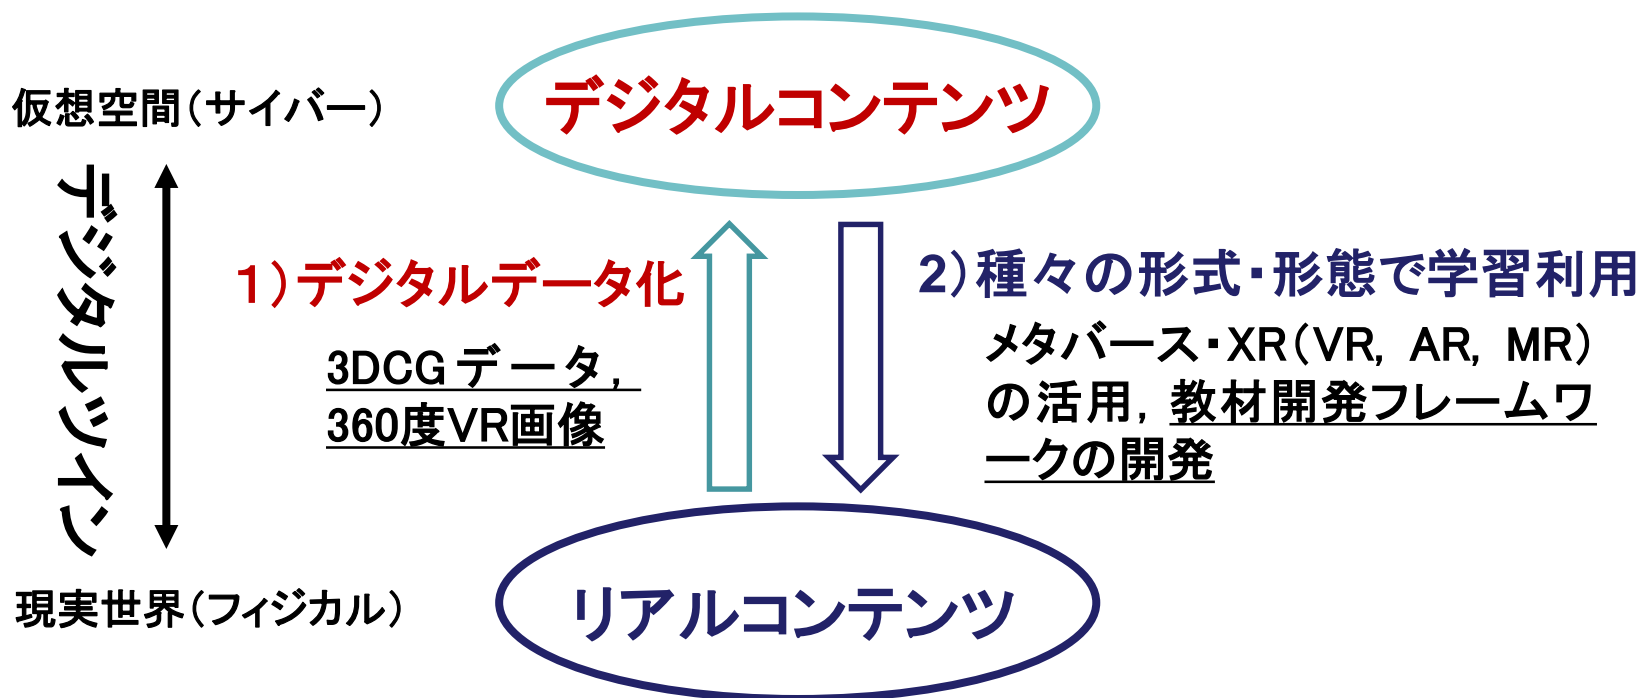 デジタルコンテンツ
仮想空間（サイバー）
デジタルツイン
1）デジタルデータ化
3DCGデータ，
360度VR画像
2）種々の形式・形態で学習利用
メタバース・XR（VR, AR, MR）
の活用，教材開発フレームワ
ークの開発
現実世界（フィジカル）
リアルコンテンツ